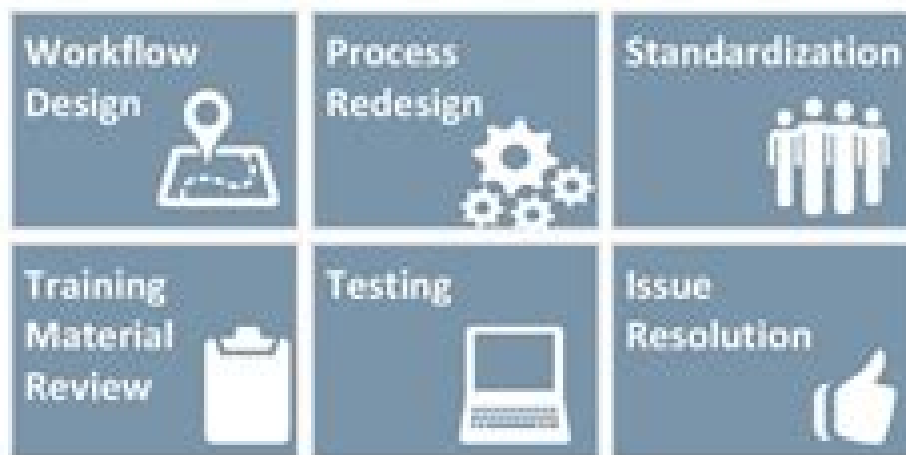 Workflow
Design
Process
Redesign
Standardization
Training
Material
Review
Testing
Issue
Resolution